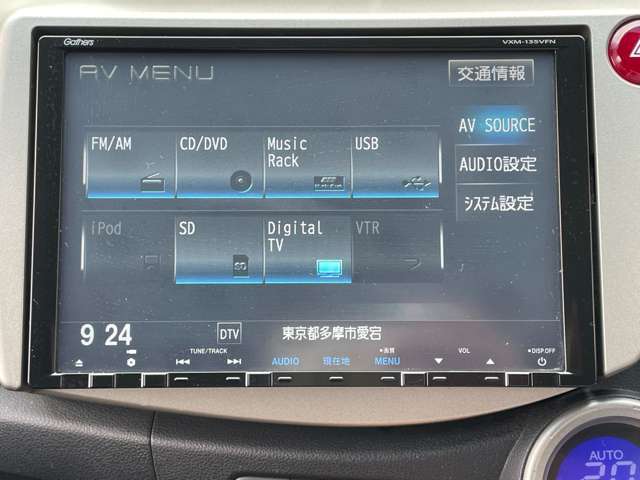 Gathers VXM-135VFN
AV MENU 交通情報
AV SOURCE
FM/AM CD/DVD Music Rack USB
AUDIO設定
iPod SD Digital TV VTR
システム設定
9 24 DTV 東京都多摩市愛宕
TUNE/TRACK AUDIO 現在地 •画質 MENU VOL •DISP.OFF
AUTO
20